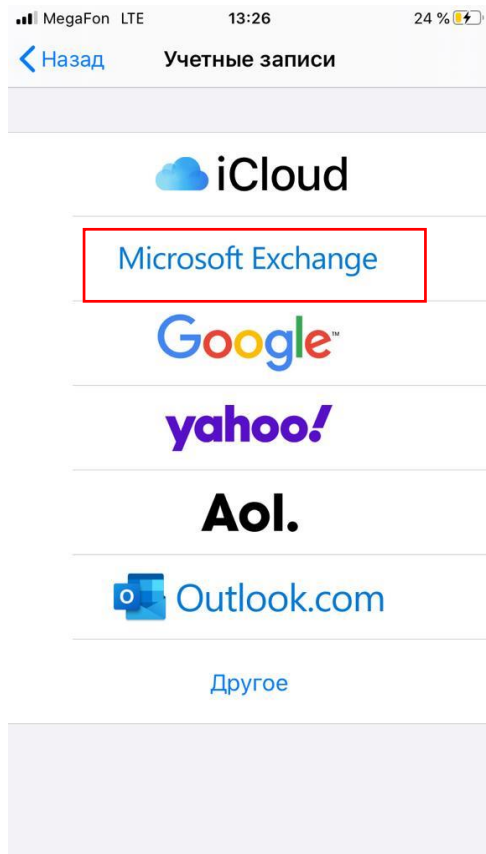 MegaFon LTE 13:26 24 %
Назад Учетные записи
iCloud
Microsoft Exchange
Google
yahoo!
Aol.
Outlook.com
Другое